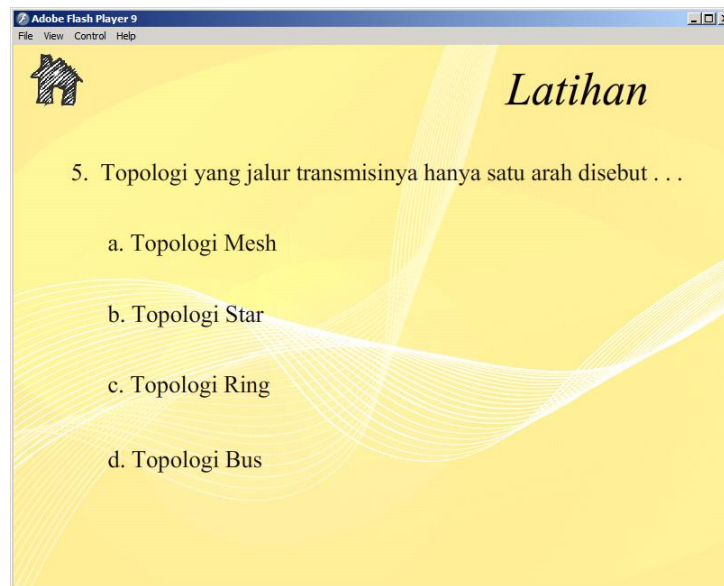 Adobe Flash Player 9
File View Control Help
Latihan
5. Topologi yang jalur transmisinya hanya satu arah disebut . . .
a. Topologi Mesh
b. Topologi Star
c. Topologi Ring
d. Topologi Bus